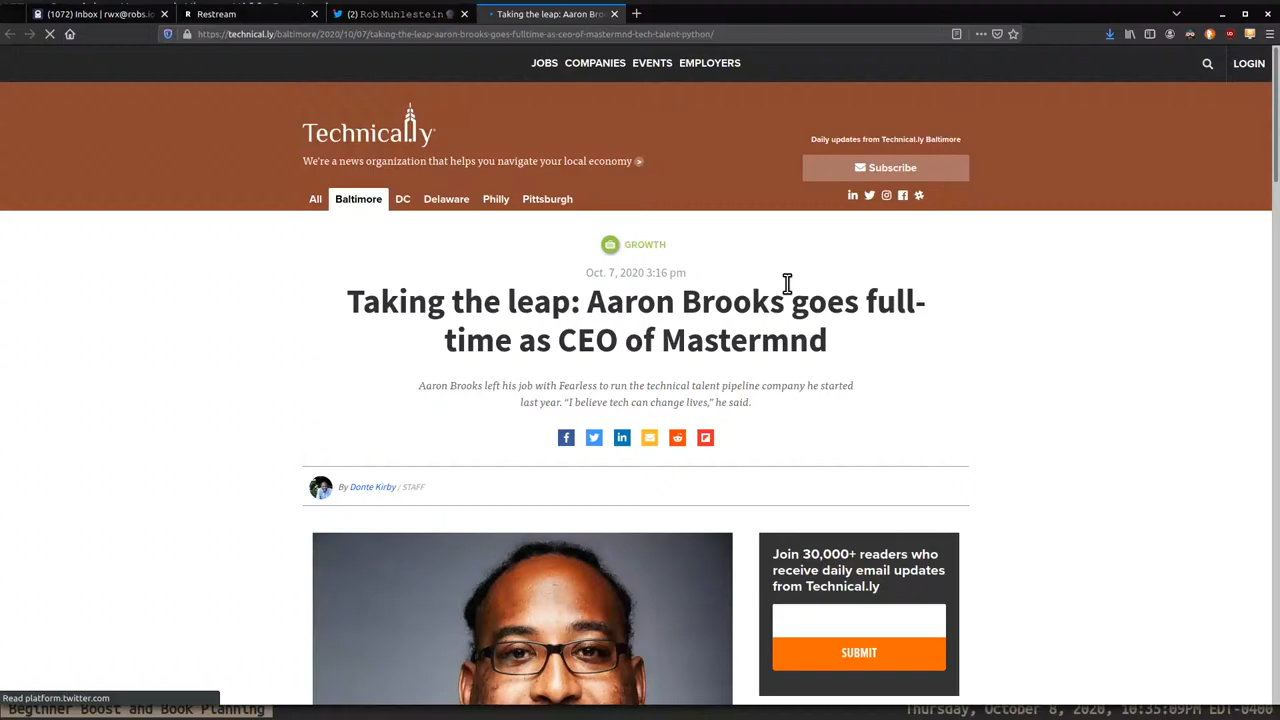 (1072) Inbox | rwx@robs.io
Restream
(2) Rob Muhlestein
Taking the leap: Aaron Bro
https://technical.ly/baltimore/2020/10/07/taking-the-leap-aaron-brooks-goes-fulltime-as-ceo-of-mastermnd-tech-talent-python/
JOBS COMPANIES EVENTS EMPLOYERS
LOGIN
Technical.ly
We're a news organization that helps you navigate your local economy >
Daily updates from Technical.ly Baltimore
Subscribe
All Baltimore DC Delaware Philly Pittsburgh
GROWTH
Oct. 7, 2020 3:16 pm
Taking the leap: Aaron Brooks goes full-
time as CEO of Mastermnd
Aaron Brooks left his job with Fearless to run the technical talent pipeline company he started
last year. “I believe tech can change lives,” he said.
By Donte Kirby / STAFF
Join 30,000+ readers who
receive daily email updates
from Technical.ly
SUBMIT
Read platform.twitter.com
Beginner Boost and Book Planning
Thursday, October 8, 2020, 10:35:09PM EDT-0400